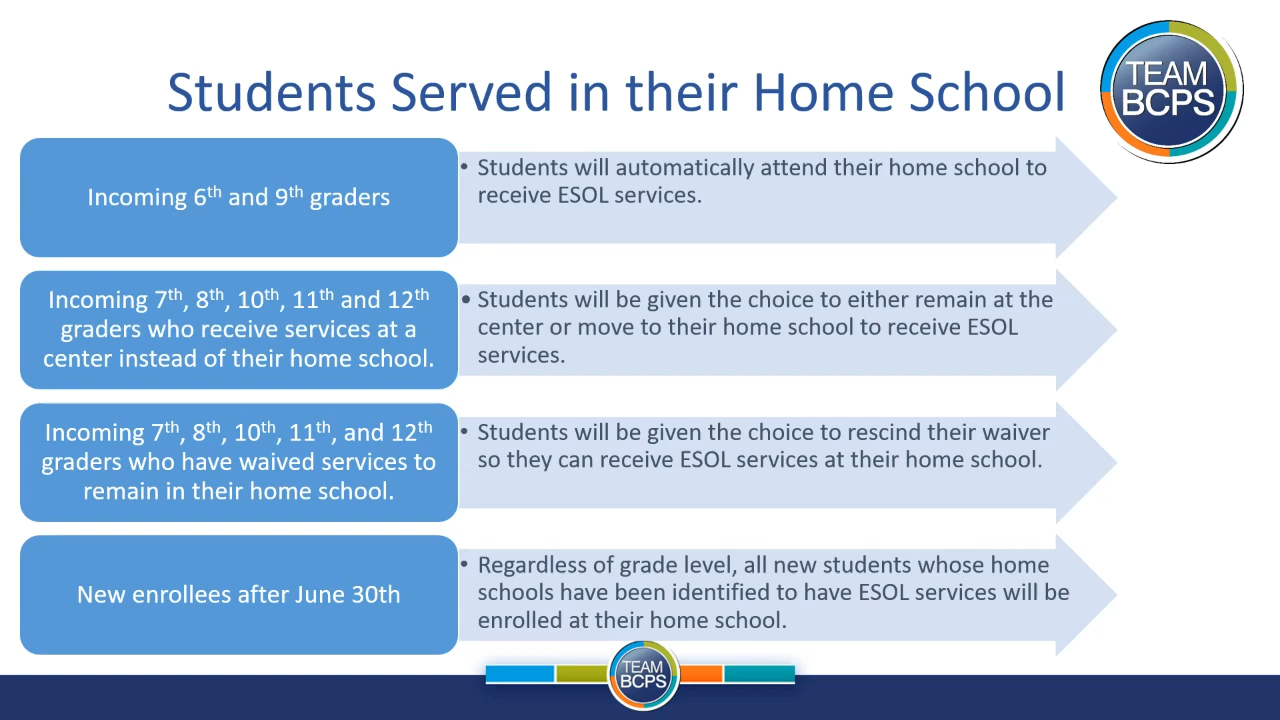 Students Served in their Home School
TEAM
BCPS
Incoming 6th and 9th graders
• Students will automatically attend their home school to
receive ESOL services.
Incoming 7th, 8th, 10th, 11th and 12th
graders who receive services at a
center instead of their home school.
• Students will be given the choice to either remain at the
center or move to their home school to receive ESOL
services.
Incoming 7th, 8th, 10th, 11th, and 12th
graders who have waived services to
remain in their home school.
• Students will be given the choice to rescind their waiver
so they can receive ESOL services at their home school.
New enrollees after June 30th
• Regardless of grade level, all new students whose home
schools have been identified to have ESOL services will be
enrolled at their home school.
TEAM
BCPS